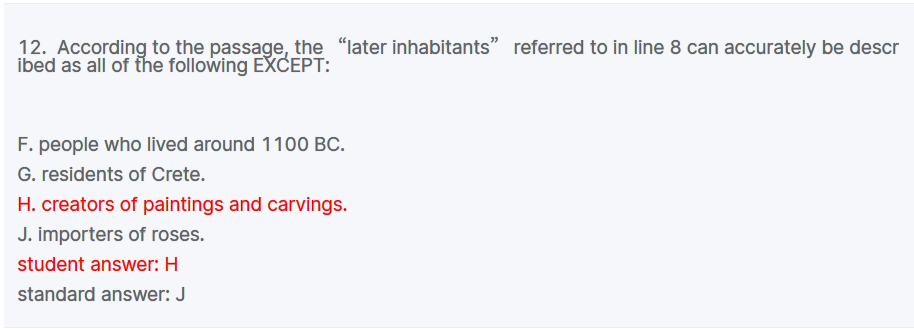 12.  According to the passage, the “later inhabitants” referred to in line 8 can accurately be descr
ibed as all of the following EXCEPT:
F. people who lived around 1100 BC.
G. residents of Crete.
H. creators of paintings and carvings.
J. importers of roses.
student answer: H
standard answer: J